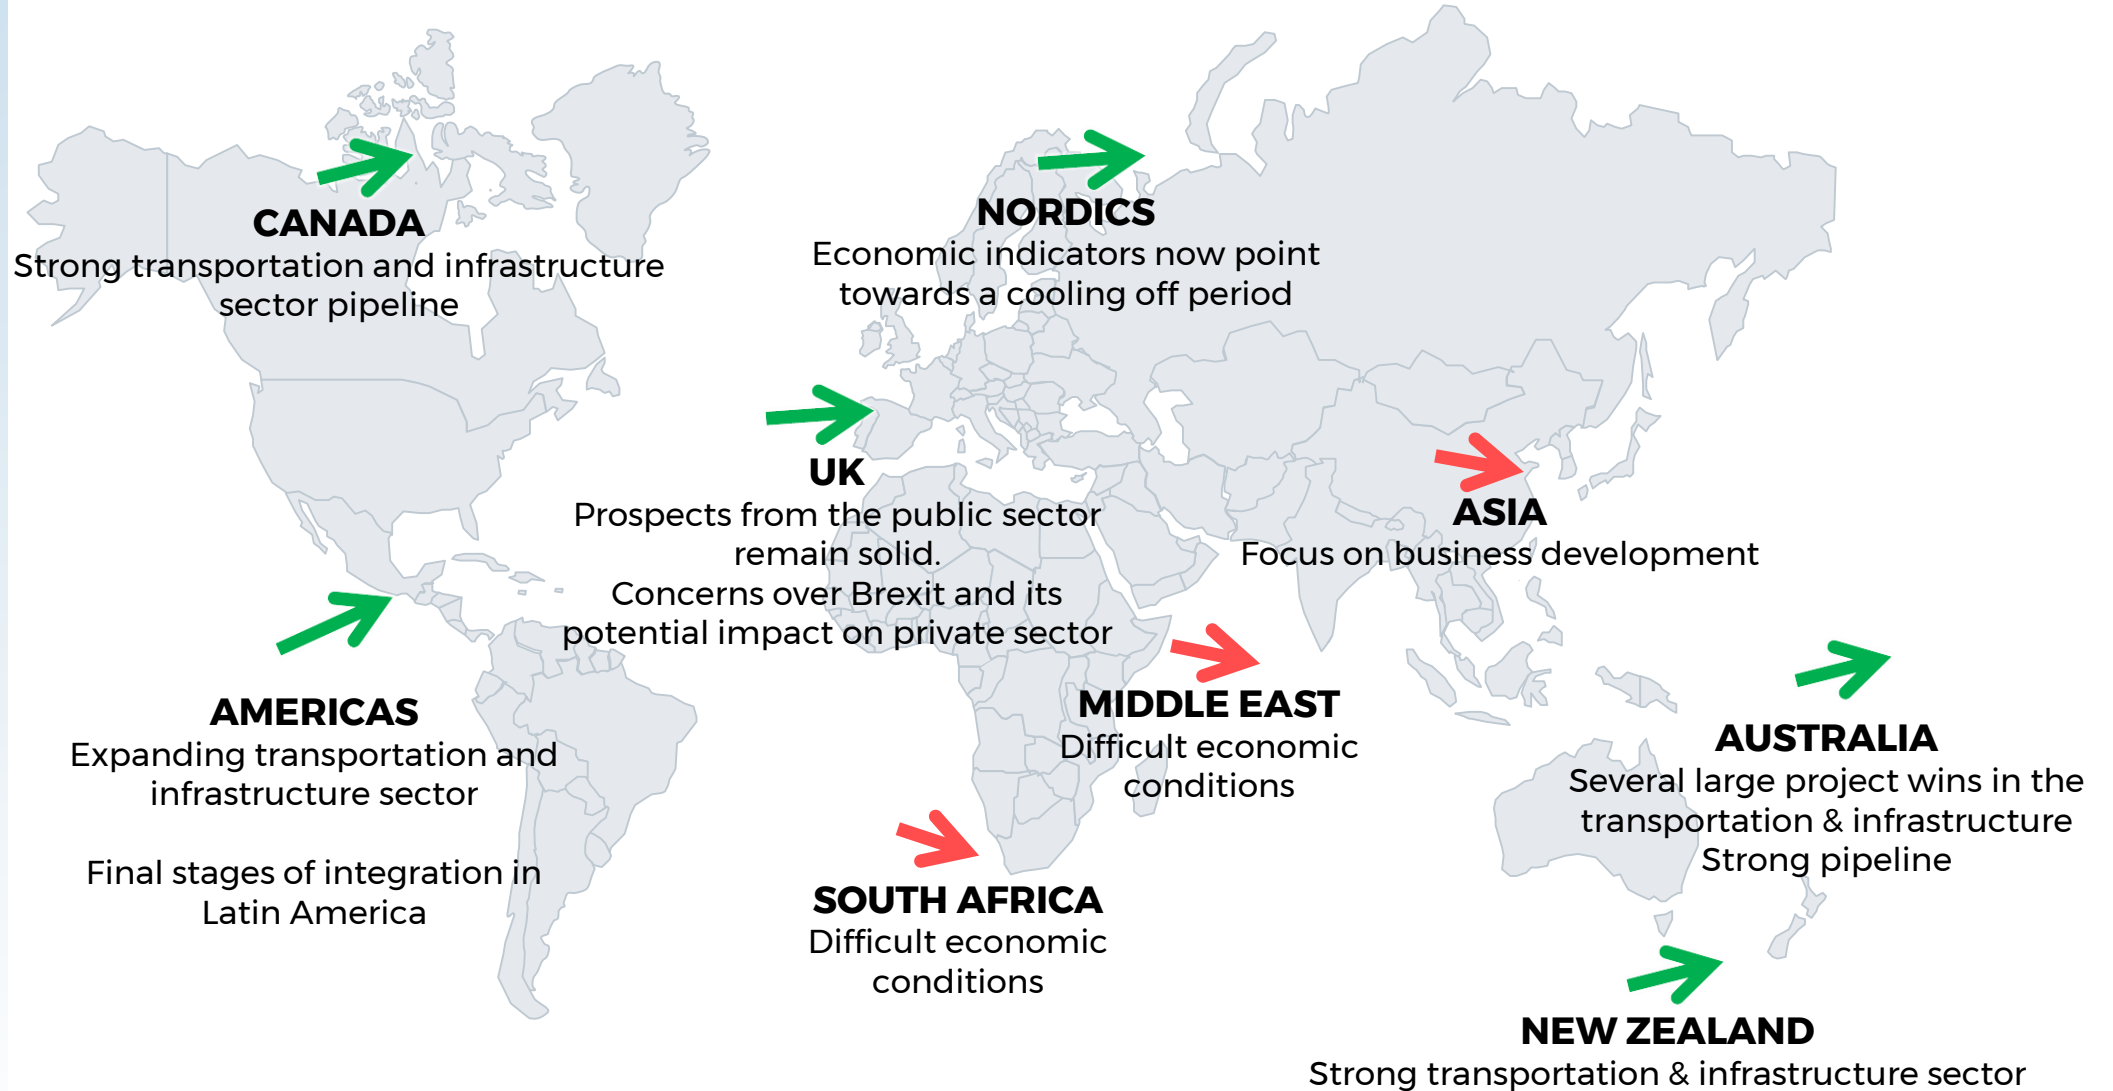 CANADA
Strong transportation and infrastructure
sector pipeline
NORDICS
Economic indicators now point
towards a cooling off period
UK
Prospects from the public sector
remain solid.
Concerns over Brexit and its
potential impact on private sector
ASIA
Focus on business development
AMERICAS
Expanding transportation and
infrastructure sector
Final stages of integration in
Latin America
MIDDLE EAST
Difficult economic
conditions
SOUTH AFRICA
Difficult economic
conditions
AUSTRALIA
Several large project wins in the
transportation & infrastructure
Strong pipeline
NEW ZEALAND
Strong transportation & infrastructure sector